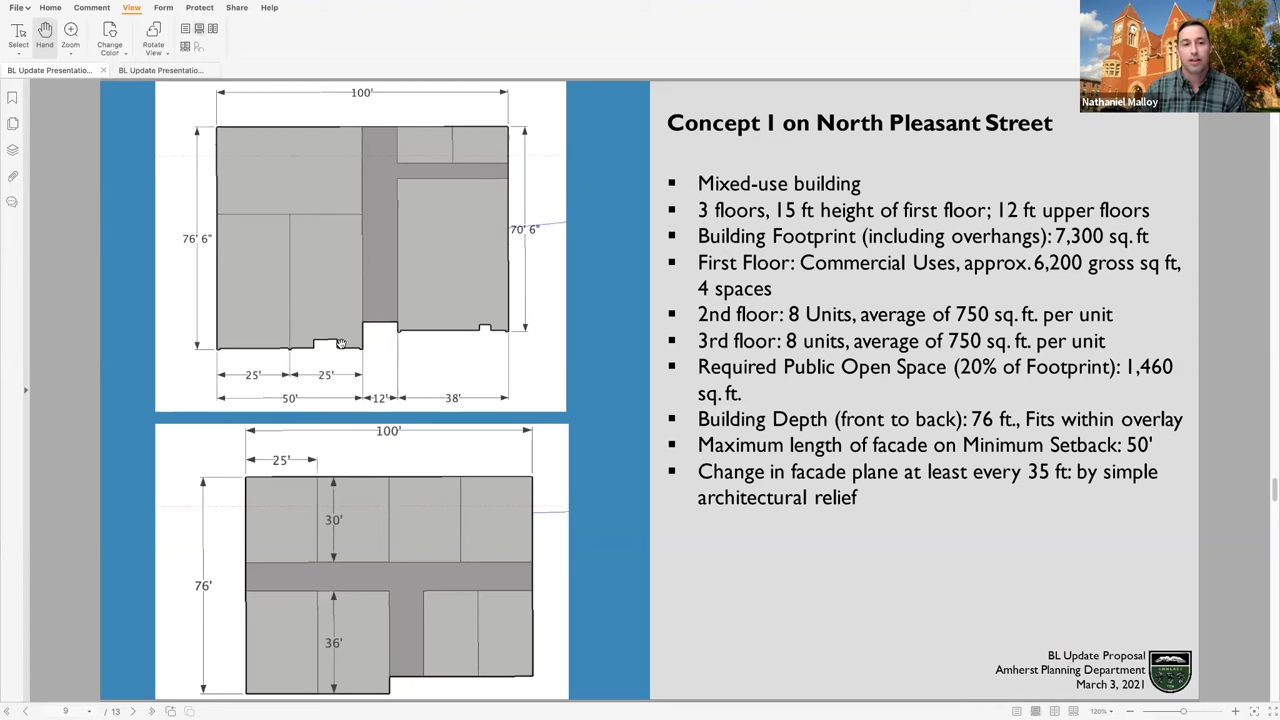 File Home Comment View Form Protect Share Help
Select Hand Zoom Change Color Rotate View
BL Update Presentatio... BL Update Presentatio...
Nathaniel Malloy
100'
76' 6"
70' 6"
25' 25'
50' 12' 38'
100'
25'
30'
76'
36'
Concept 1 on North Pleasant Street
Mixed-use building
3 floors, 15 ft height of first floor; 12 ft upper floors
Building Footprint (including overhangs): 7,300 sq. ft
First Floor: Commercial Uses, approx. 6,200 gross sq ft,
4 spaces
2nd floor: 8 Units, average of 750 sq. ft. per unit
3rd floor: 8 units, average of 750 sq. ft. per unit
Required Public Open Space (20% of Footprint): 1,460
sq. ft.
Building Depth (front to back): 76 ft., Fits within overlay
Maximum length of facade on Minimum Setback: 50'
Change in facade plane at least every 35 ft: by simple
architectural relief
BL Update Proposal
Amherst Planning Department
March 3, 2021
9 / 13 120%